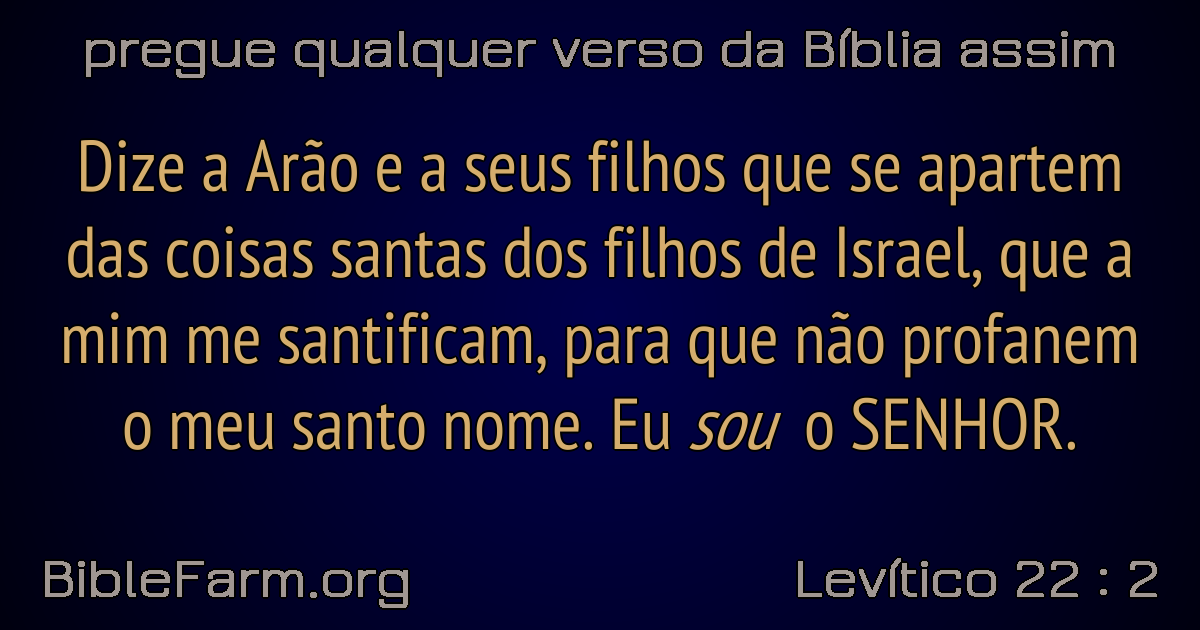 pregue qualquer verso da Bíblia assim
Dize a Arão e a seus filhos que se apartem
das coisas santas dos filhos de Israel, que a
mim me santificam, para que não profanem
o meu santo nome. Eu sou o SENHOR.
BibleFarm.org
Levítico 22 : 2